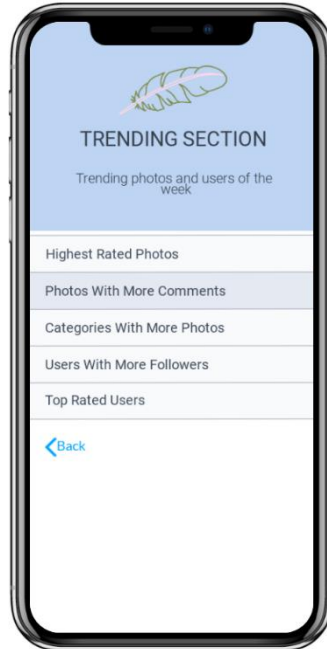 TRENDING SECTION
Trending photos and users of the
week
Highest Rated Photos
Photos With More Comments
Categories With More Photos
Users With More Followers
Top Rated Users
Back